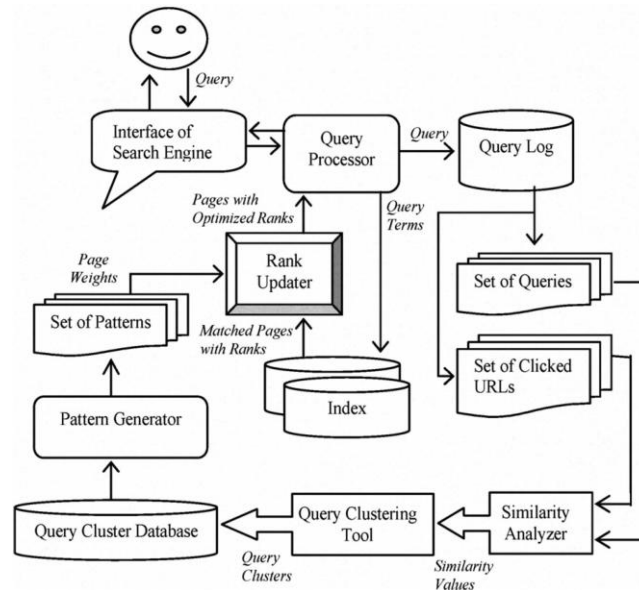 Query
Interface of
Search Engine
Query
Processor
Query
Query Log
Pages with
Optimized Ranks
Query
Terms
Page
Weights
Rank
Updater
Set of Queries
Set of Patterns
Matched Pages
with Ranks
Set of Clicked
URLs
Index
Pattern Generator
Query Cluster Database
Query Clustering
Tool
Similarity
Analyzer
Query
Clusters
Similarity
Values